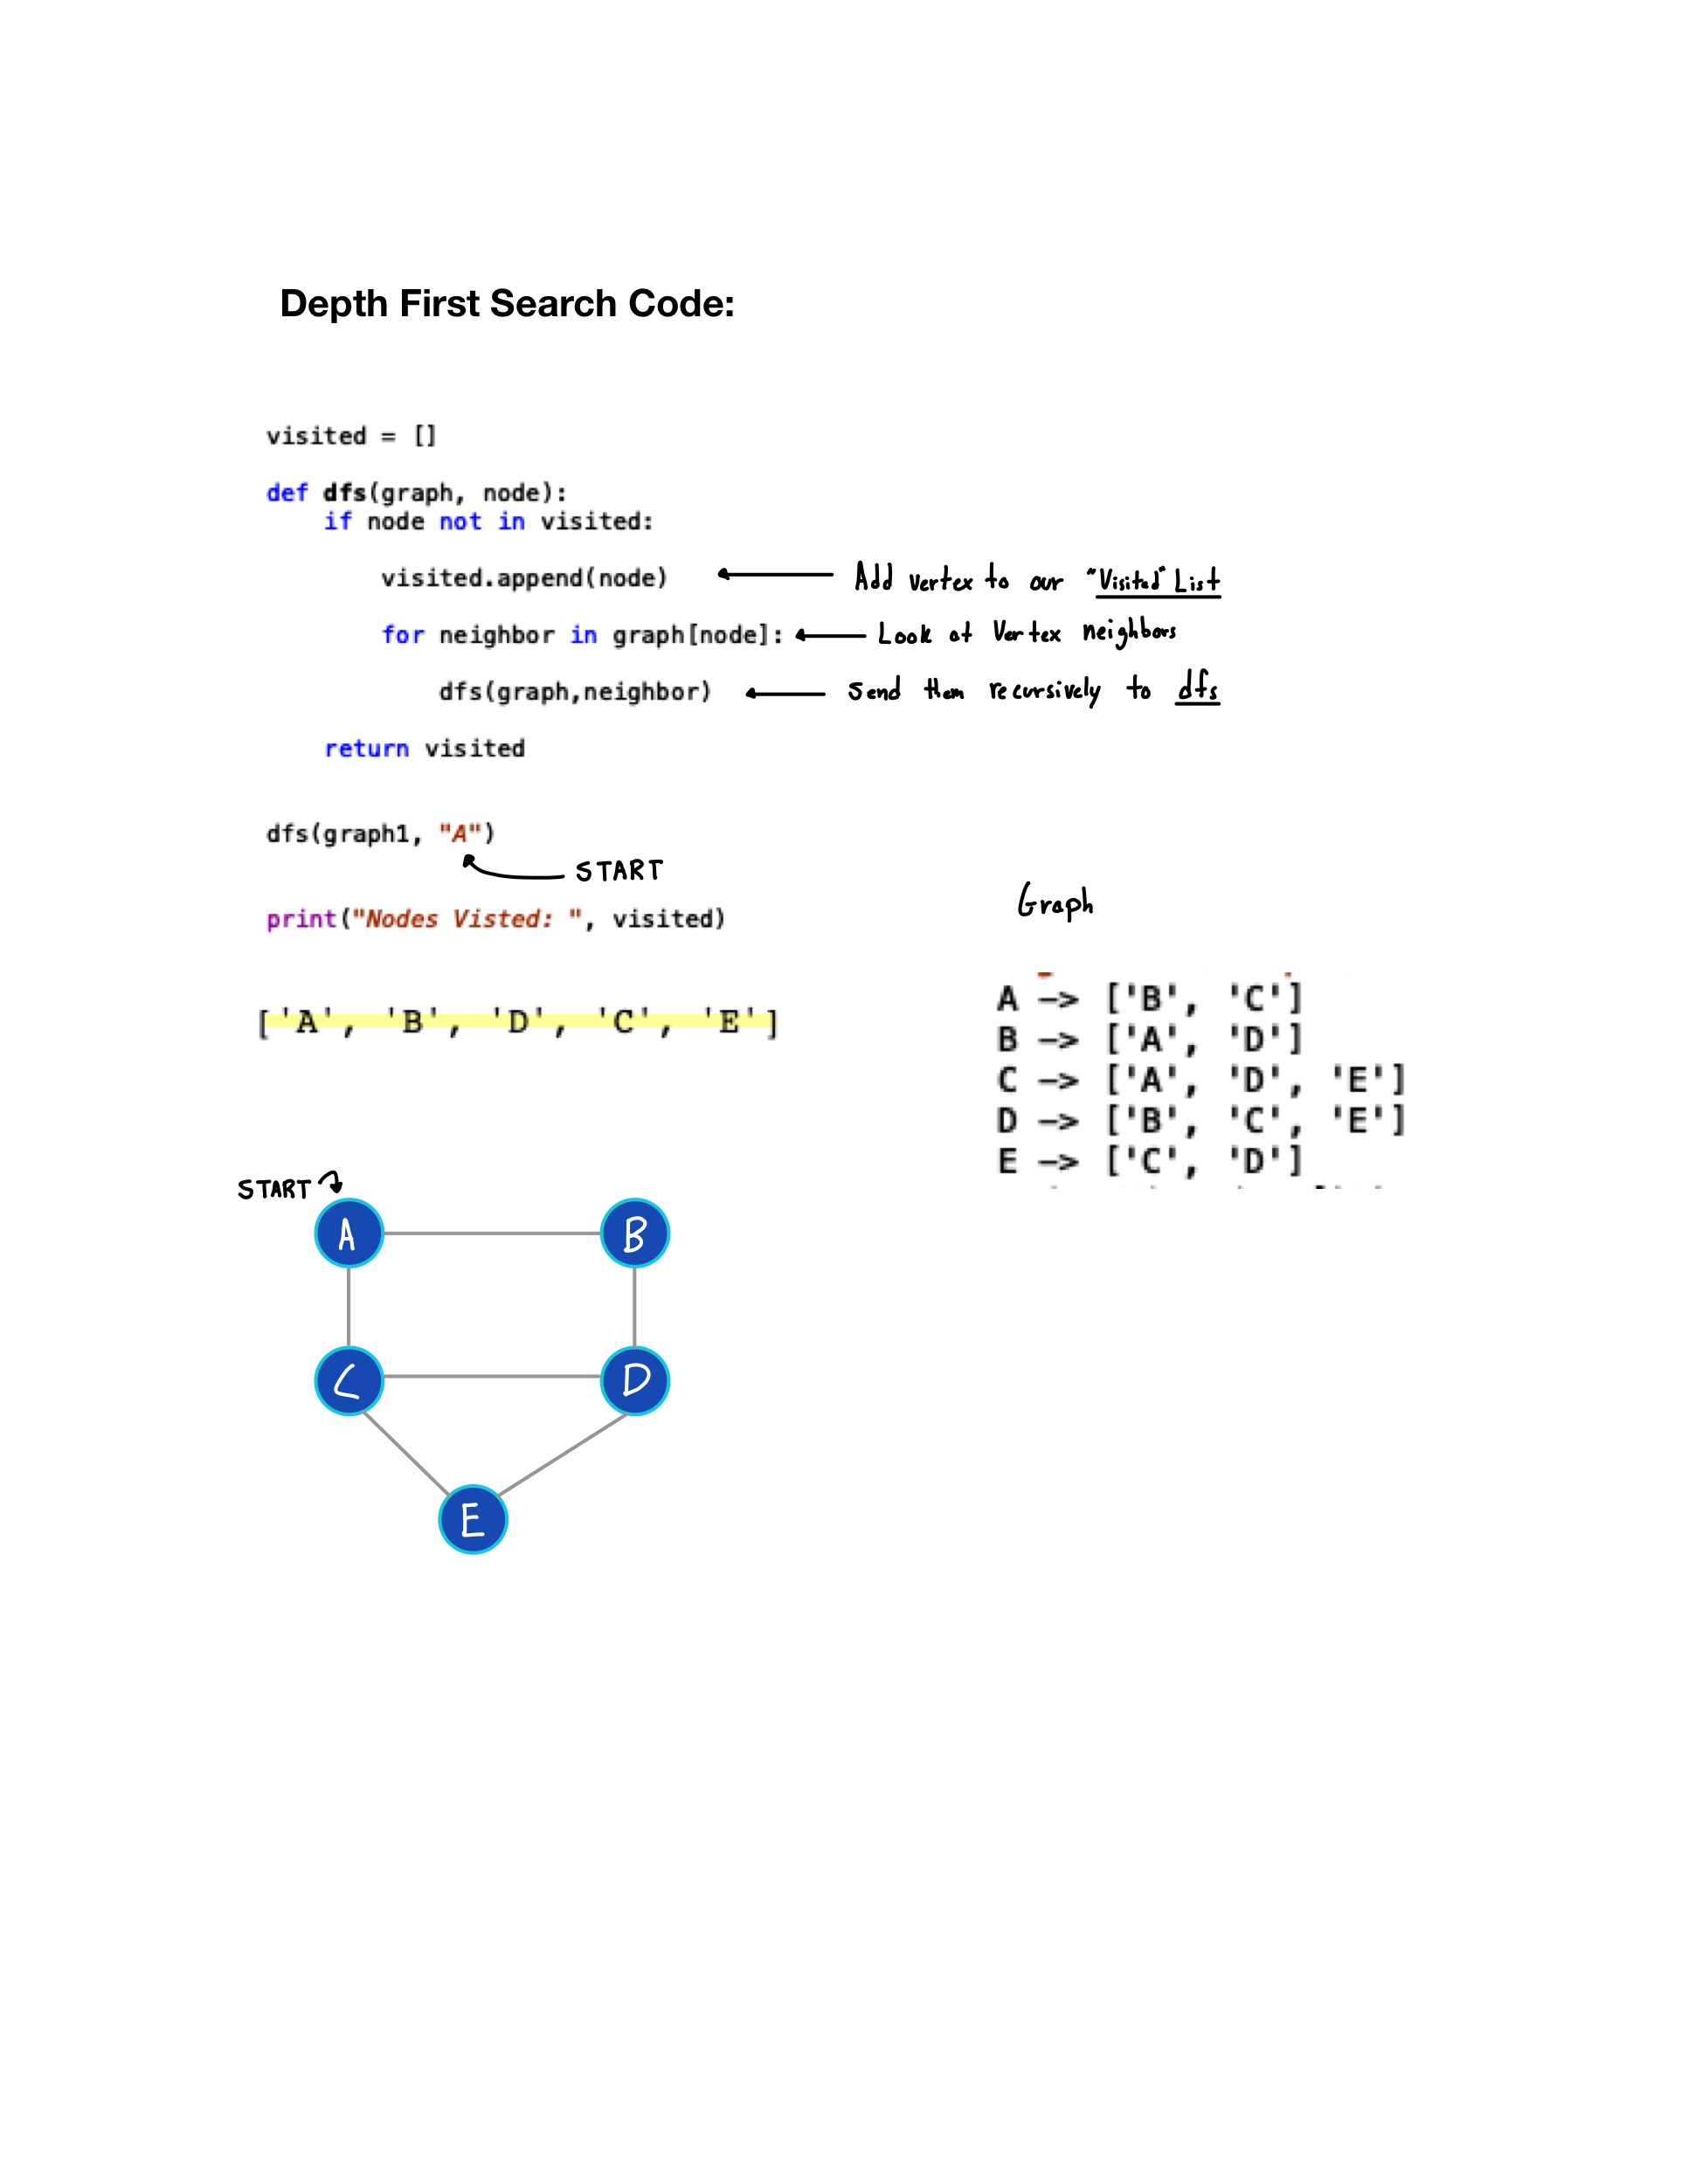 Depth First Search Code:
visited = []
def dfs(graph, node):
if node not in visited:
visited.append(node)
Add vertex to our "Visited" List
for neighbor in graph[node]:
Look at Vertex neighbors
dfs(graph,neighbor)
Send them recursively to dfs
return visited
dfs(graph1, "A")
START
print("Nodes Visted: ", visited)
['A', 'B', 'D', 'C', 'E']
Graph
A -> ['B', 'C']
B -> ['A', 'D']
C -> ['A', 'D', 'E']
D -> ['B', 'C', 'E']
E -> ['C', 'D']
START
A
B
C
D
E